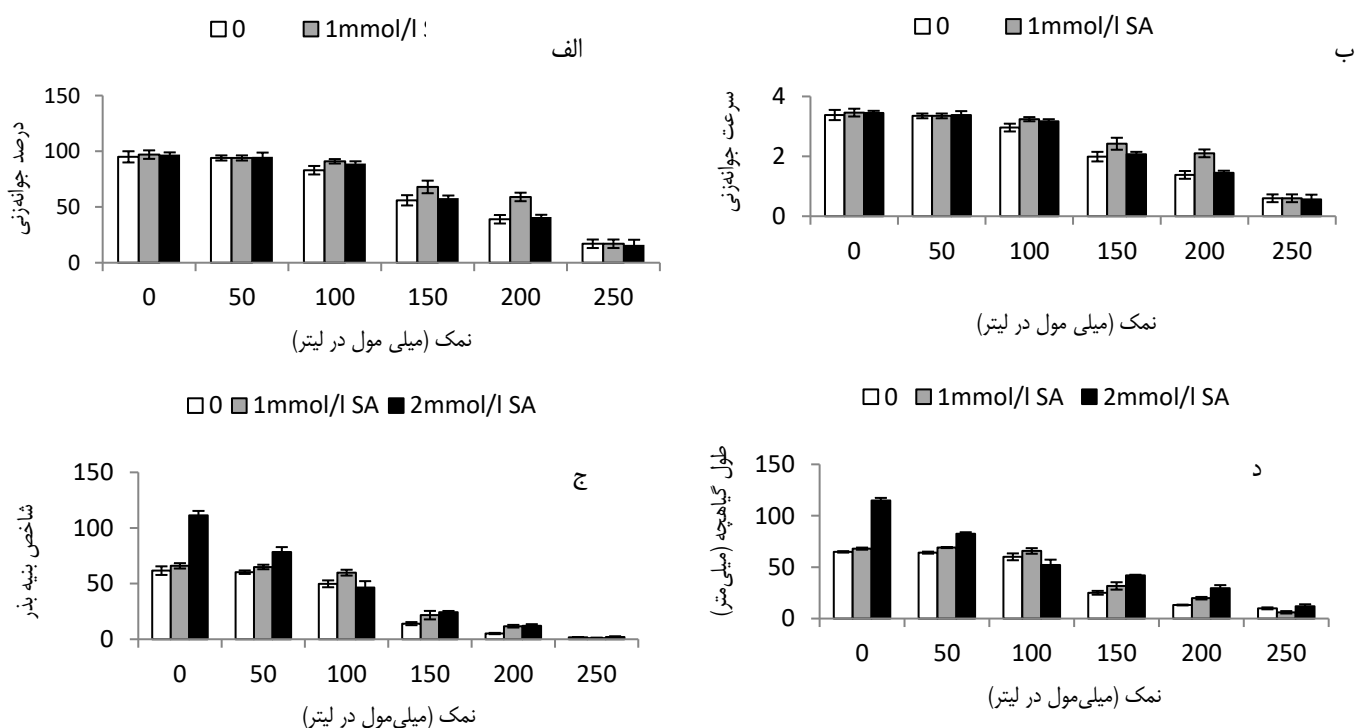 0 1mmol/l
الف
درصد جوانه‌زنی
150
100
50
0
0 50 100 150 200 250
نمک (میلی مول در لیتر)
0 1mmol/l SA
ب
سرعت جوانه‌زنی
4
2
0
0 50 100 150 200 250
نمک (میلی مول در لیتر)
0 1mmol/l SA 2mmol/l SA
ج
شاخص بنیه بذر
150
100
50
0
0 50 100 150 200 250
نمک (میلی‌مول در لیتر)
0 1mmol/l SA 2mmol/l SA
د
طول گیاهچه (میلی‌متر)
150
100
50
0
0 50 100 150 200 250
نمک (میلی‌مول در لیتر)